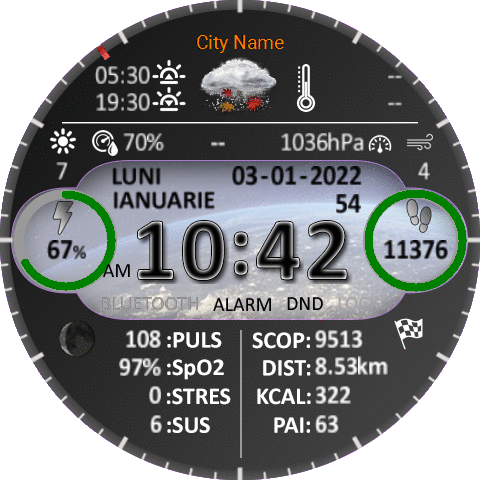 City Name
05:30 --
19:30 --
70% -- 1036hPa
7 4
LUNI 03-01-2022
IANUARIE 54
67% AM 10:42 11376
BLUETOOTH ALARM DND LOCK
108 :PULS SCOP: 9513
97% :SpO2 DIST: 8.53km
0 :STRES KCAL: 322
6 :SUS PAI: 63